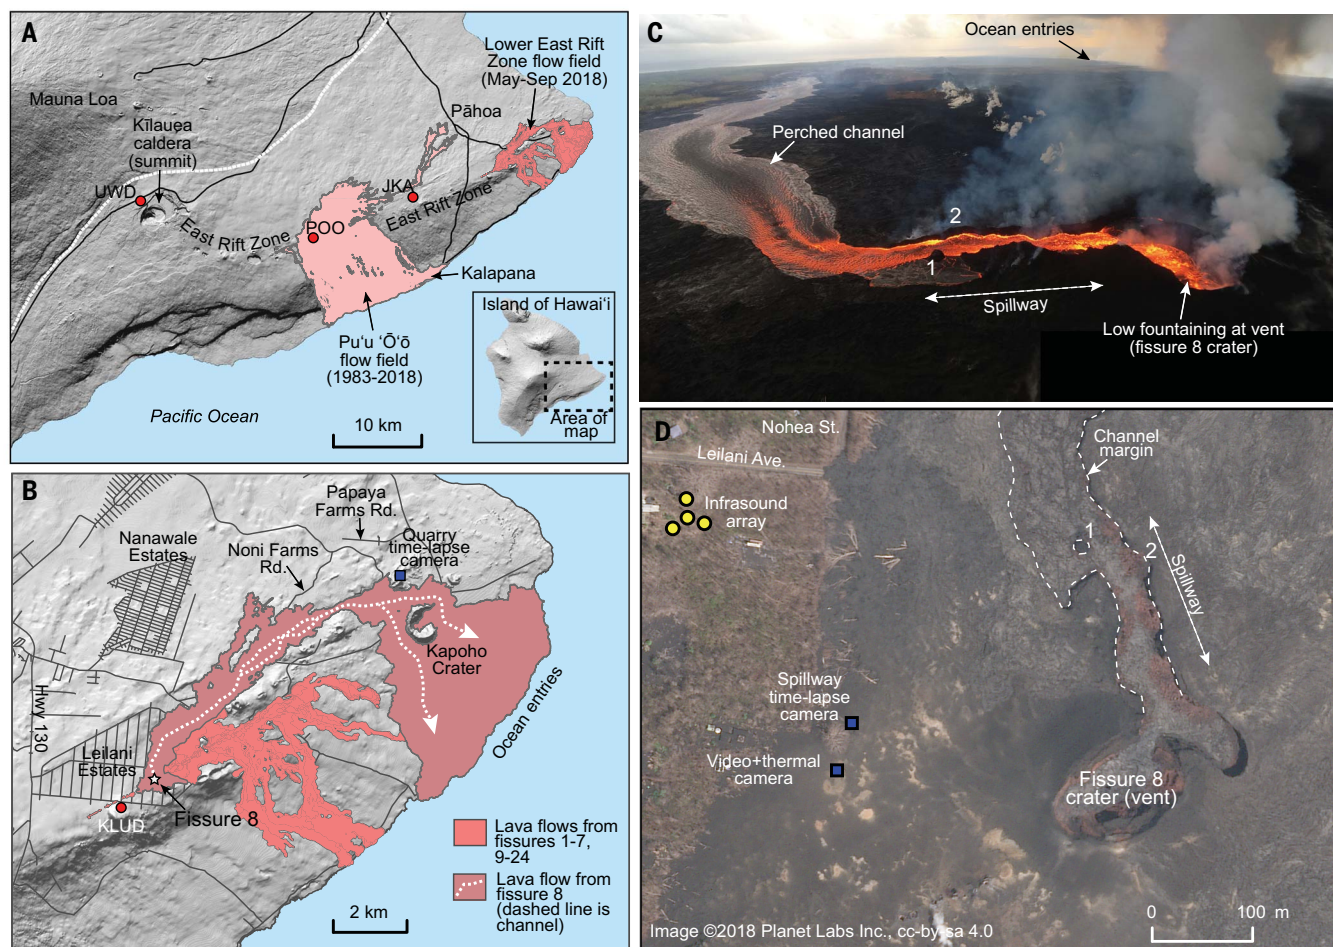 A
Lower East Rift
Zone flow field
(May-Sep 2018)
Mauna Loa
Kīlauea
caldera
(summit)
Pāhoa
UWD
JKA
East Rift Zone
East Rift Zone
POO
Kalapana
Island of Hawaiʻi
Puʻu ʻŌʻō
flow field
(1983-2018)
Pacific Ocean
10 km
Area of
map
B
Papaya
Farms Rd.
Nanawale
Estates
Noni Farms
Rd.
Quarry
time-lapse
camera
Kapoho
Crater
Hwy 130
Ocean entries
Leilani
Estates
KLUD
Fissure 8
Lava flows from
fissures 1-7,
9-24
Lava flow from
fissure 8
(dashed line is
channel)
2 km
C
Ocean entries
Perched channel
2
1
Spillway
Low fountaining at vent
(fissure 8 crater)
D
Nohea St.
Leilani Ave.
Channel
margin
Infrasound
array
1
2
Spillway
Spillway
time-lapse
camera
Video+thermal
camera
Fissure 8
crater (vent)
0 100 m
Image ©2018 Planet Labs Inc., cc-by-sa 4.0